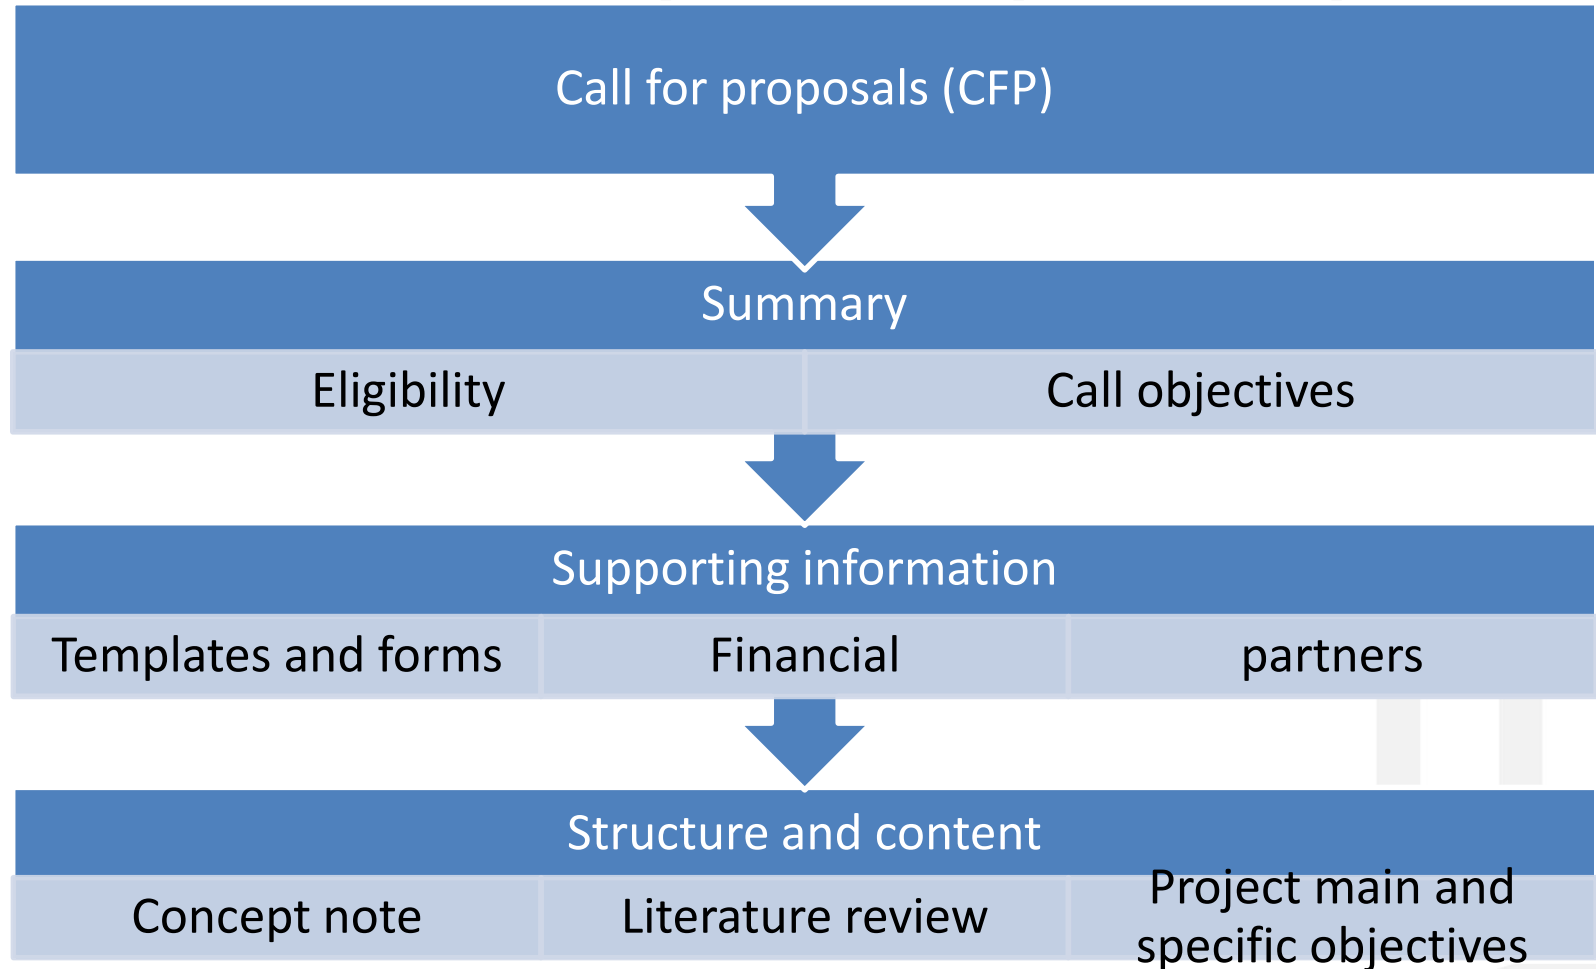 Call for proposals (CFP)
Summary
Eligibility
Call objectives
Supporting information
Templates and forms
Financial
partners
Structure and content
Concept note
Literature review
Project main and
specific objectives